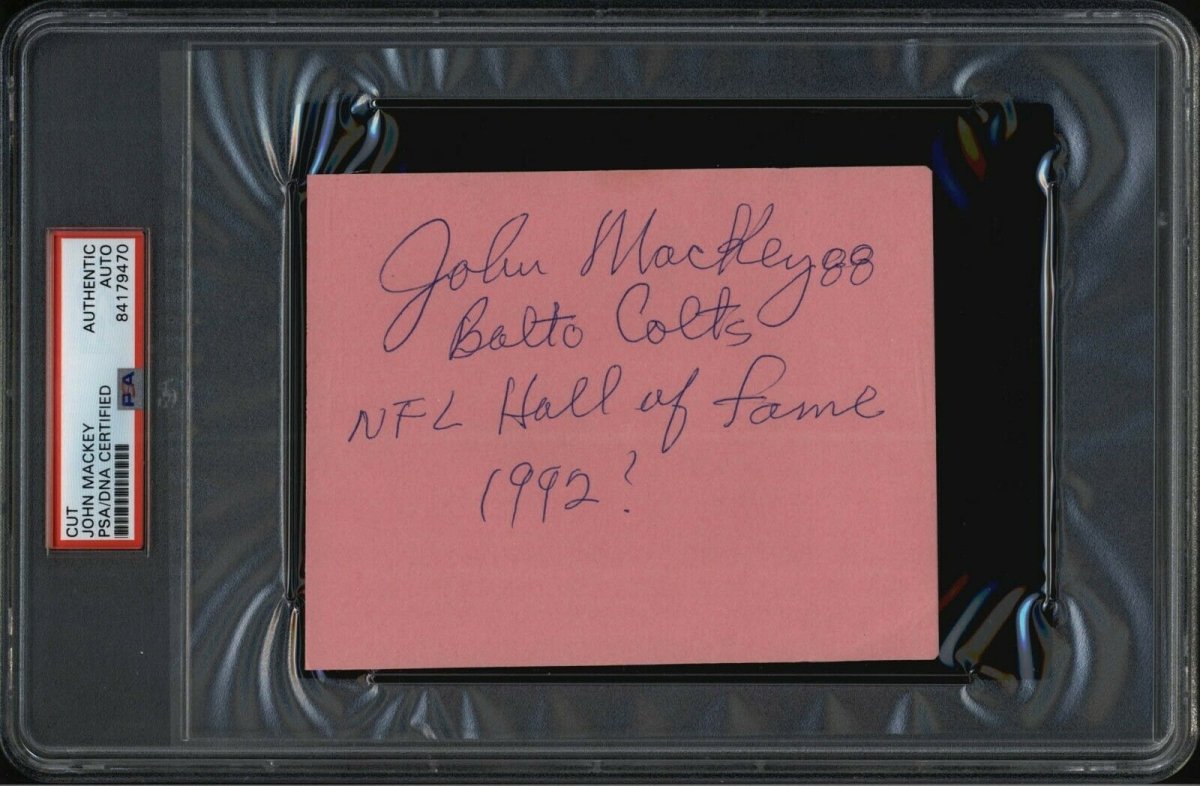 CUT
JOHN MACKEY
PSA/DNA CERTIFIED
AUTHENTIC
AUTO
84179470
PSA
John Mackey 88
Balto Colts
NFL Hall of Fame
1992?